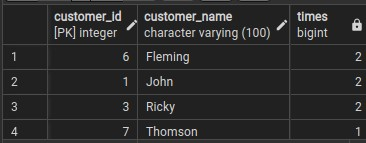 customer_id customer_name times
[PK] integer character varying (100) bigint
1 6 Fleming 2
2 1 John 2
3 3 Ricky 2
4 7 Thomson 1